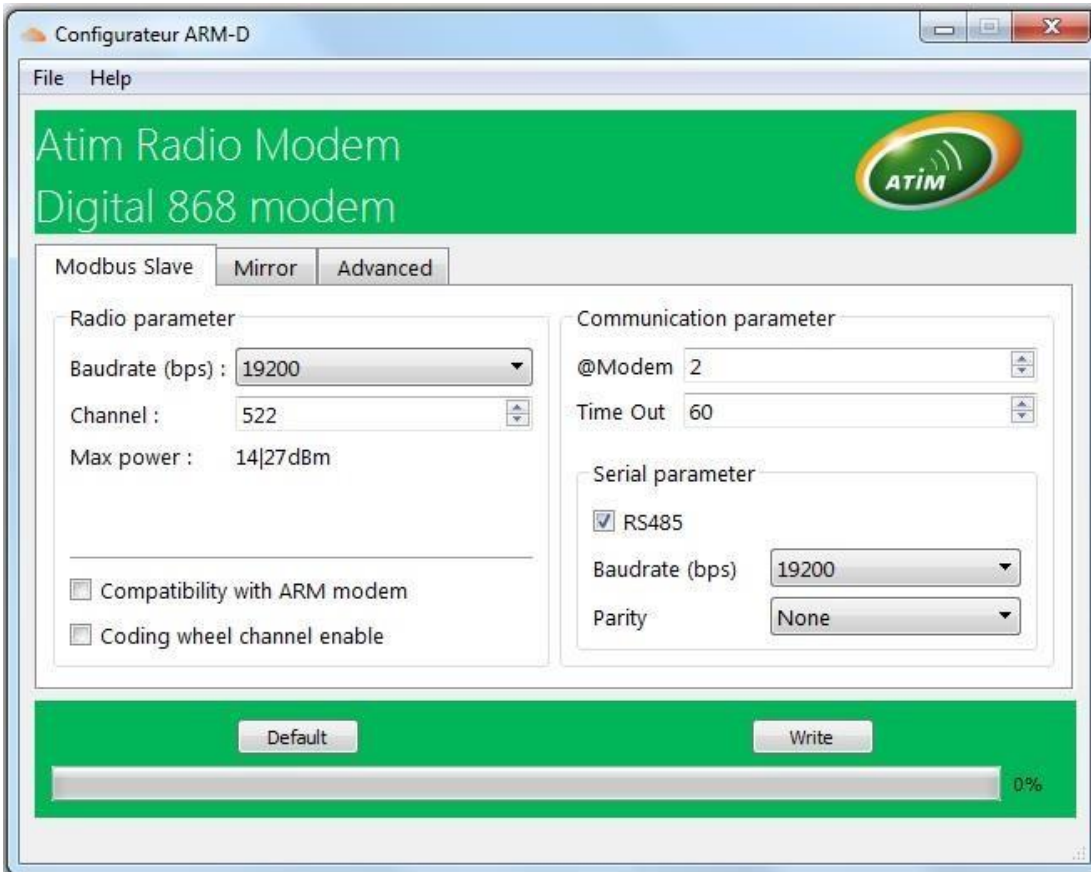 Configurateur ARM-D
File Help
Atim Radio Modem
Digital 868 modem
ATiM
Modbus Slave Mirror Advanced
Radio parameter
Baudrate (bps) : 19200
Channel : 522
Max power : 14|27dBm
Compatibility with ARM modem
Coding wheel channel enable
Communication parameter
@Modem 2
Time Out 60
Serial parameter
RS485
Baudrate (bps) 19200
Parity None
Default Write
0%